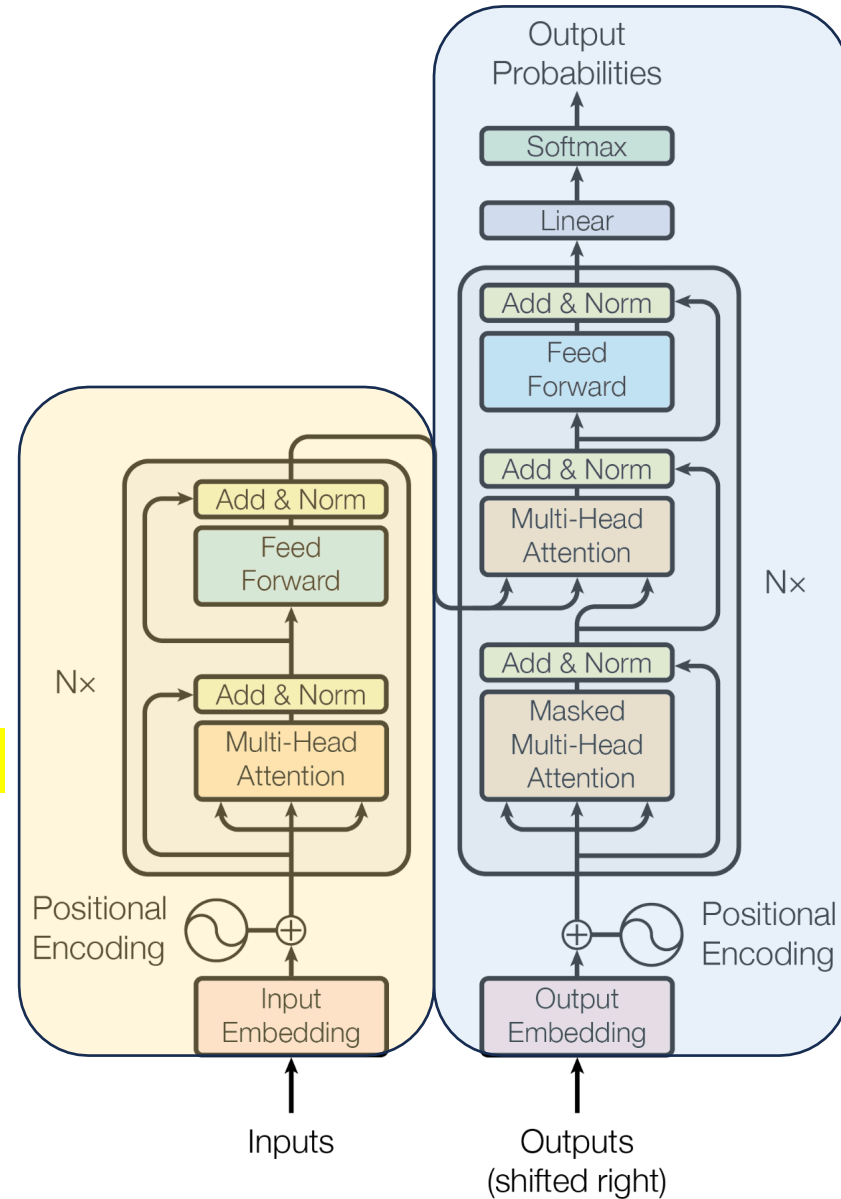 Output
Probabilities
Softmax
Linear
Add & Norm
Feed
Forward
Add & Norm
Multi-Head
Attention
Nx
Add & Norm
Masked
Multi-Head
Attention
Positional
Encoding
Output
Embedding
Outputs
(shifted right)
Add & Norm
Feed
Forward
Nx
Add & Norm
Multi-Head
Attention
Positional
Encoding
Input
Embedding
Inputs